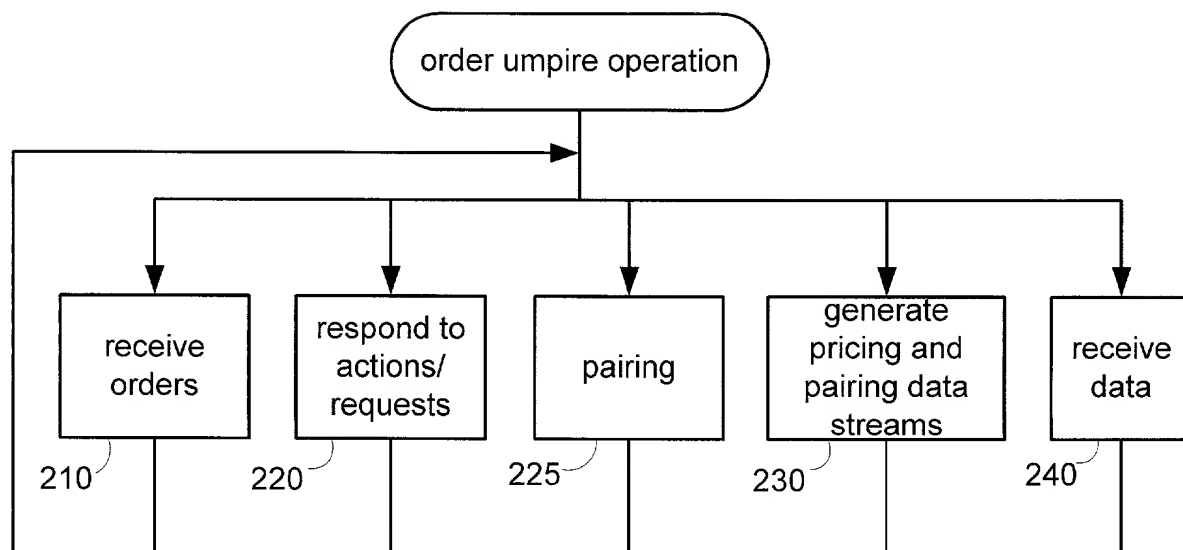 order umpire operation
receive
orders
respond to
actions/
requests
pairing
generate
pricing and
pairing data
streams
receive
data
210
220
225
230
240